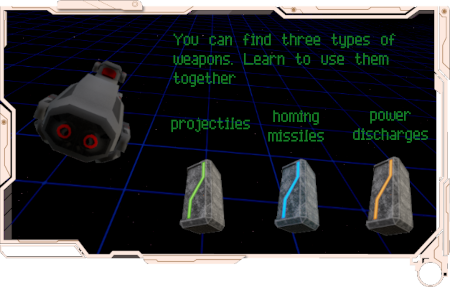 You can find three types of
weapons. Learn to use them
together
projectiles
homing
missiles
power
discharges